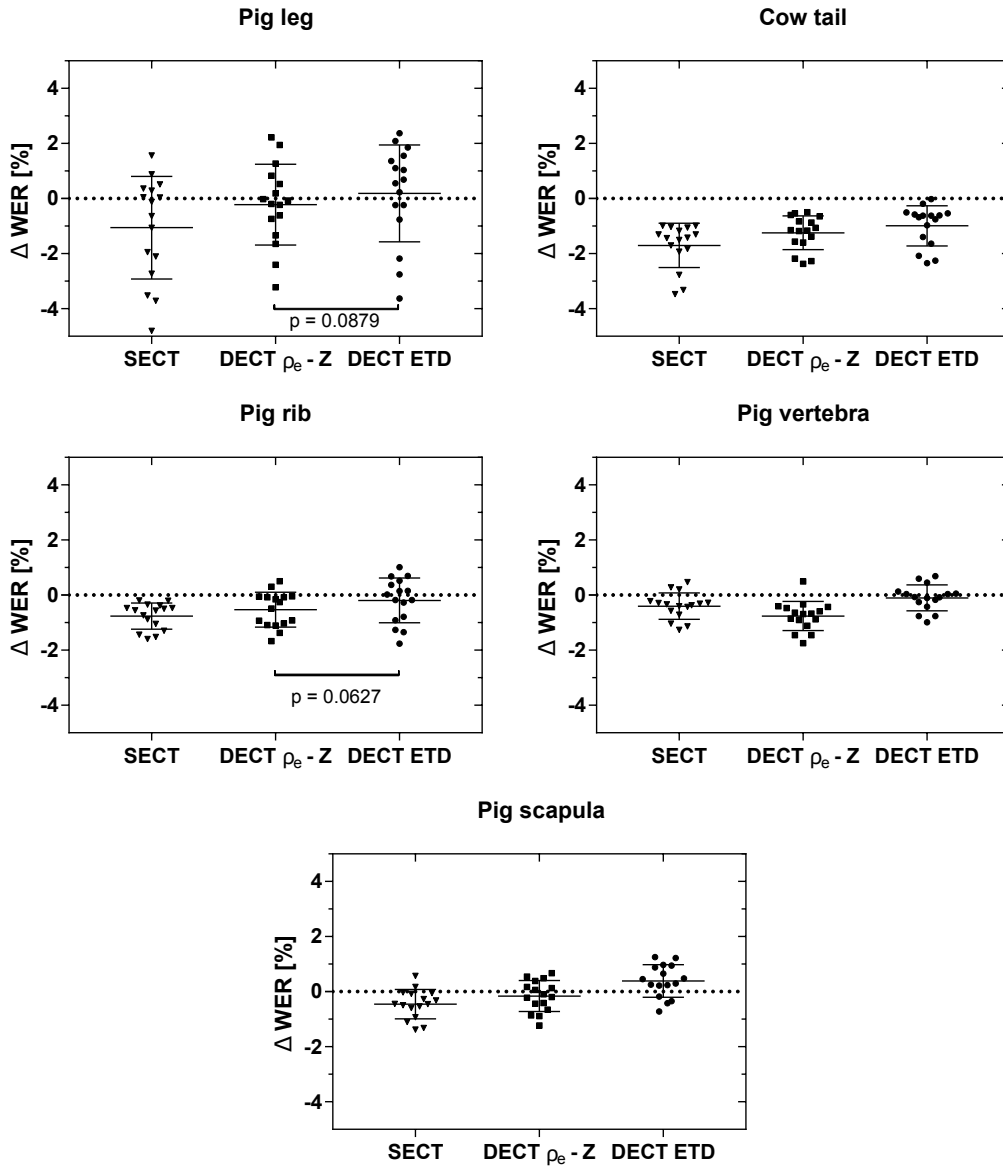 Pig leg
Δ WER [%]
4
2
0
-2
-4
p = 0.0879
SECT DECT ρe - Z DECT ETD
Cow tail
Δ WER [%]
4
2
0
-2
-4
SECT DECT ρe - Z DECT ETD
Pig rib
Δ WER [%]
4
2
0
-2
-4
p = 0.0627
SECT DECT ρe - Z DECT ETD
Pig vertebra
Δ WER [%]
4
2
0
-2
-4
SECT DECT ρe - Z DECT ETD
Pig scapula
Δ WER [%]
4
2
0
-2
-4
SECT DECT ρe - Z DECT ETD